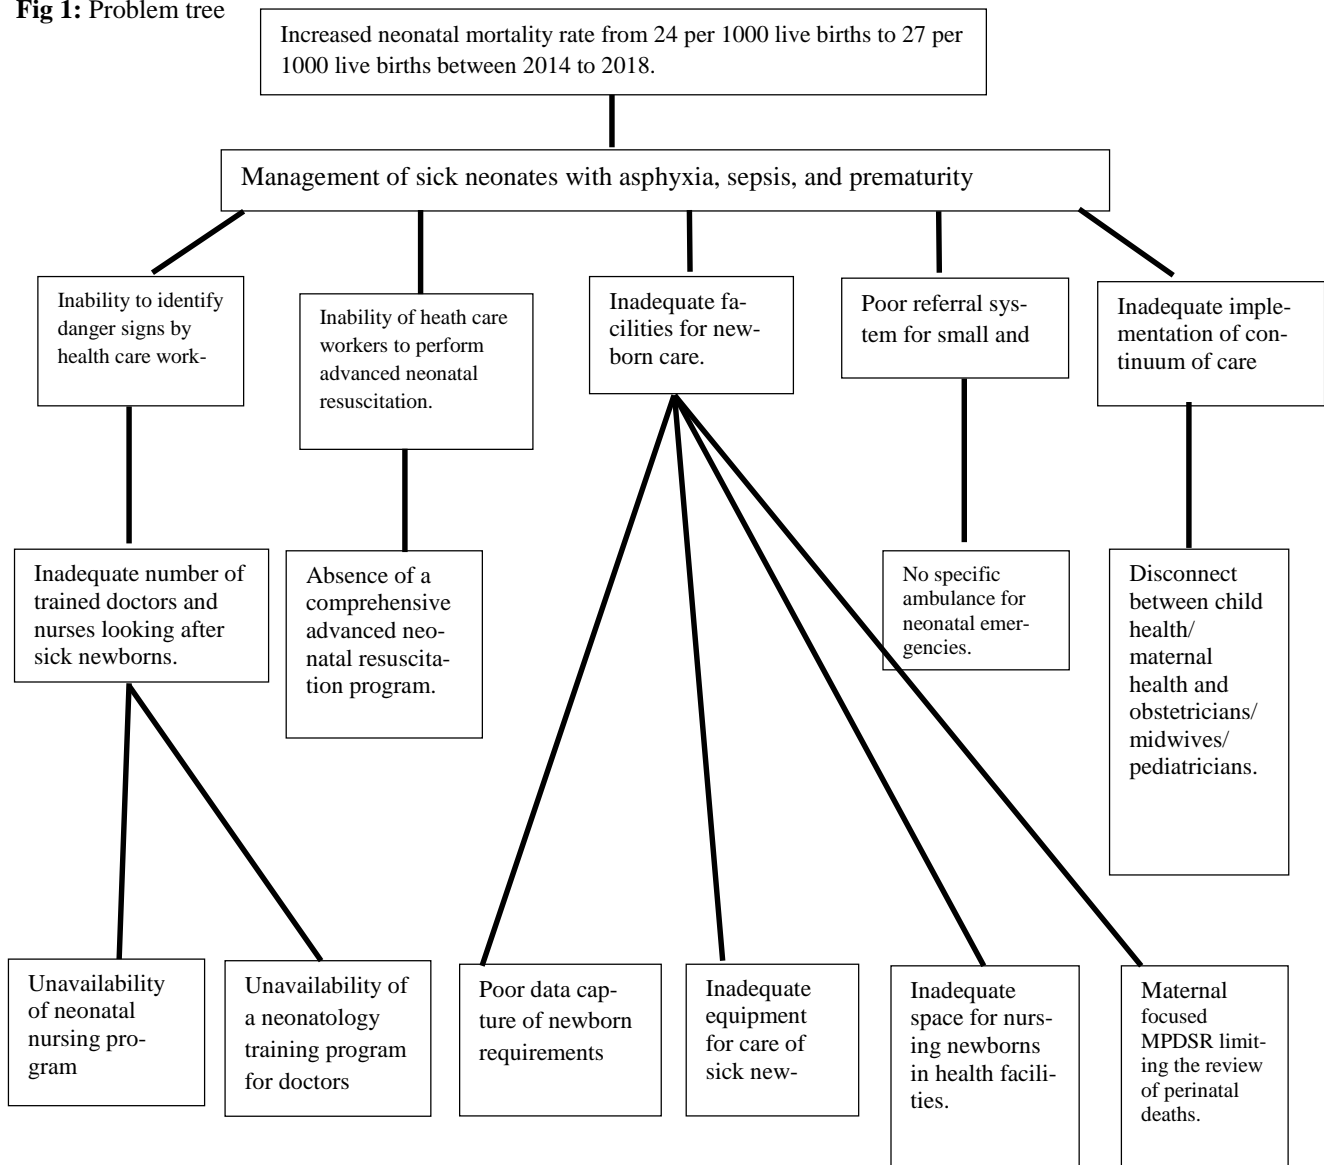 Fig 1: Problem tree
Increased neonatal mortality rate from 24 per 1000 live births to 27 per
1000 live births between 2014 to 2018.
Management of sick neonates with asphyxia, sepsis, and prematurity
Inability to identify
danger signs by
health care work-
Inability of heath care
workers to perform
advanced neonatal
resuscitation.
Inadequate fa-
cilities for new-
born care.
Poor referral sys-
tem for small and
Inadequate imple-
mentation of con-
tinuum of care
Inadequate number of
trained doctors and
nurses looking after
sick newborns.
Absence of a
comprehensive
advanced neo-
natal resuscita-
tion program.
No specific
ambulance for
neonatal emer-
gencies.
Disconnect
between child
health/
maternal
health and
obstetricians/
midwives/
pediatricians.
Unavailability
of neonatal
nursing pro-
gram
Unavailability of
a neonatology
training program
for doctors
Poor data cap-
ture of newborn
requirements
Inadequate
equipment
for care of
sick new-
Inadequate
space for nurs-
ing newborns
in health facili-
ties.
Maternal
focused
MPDSR limit-
ing the review
of perinatal
deaths.